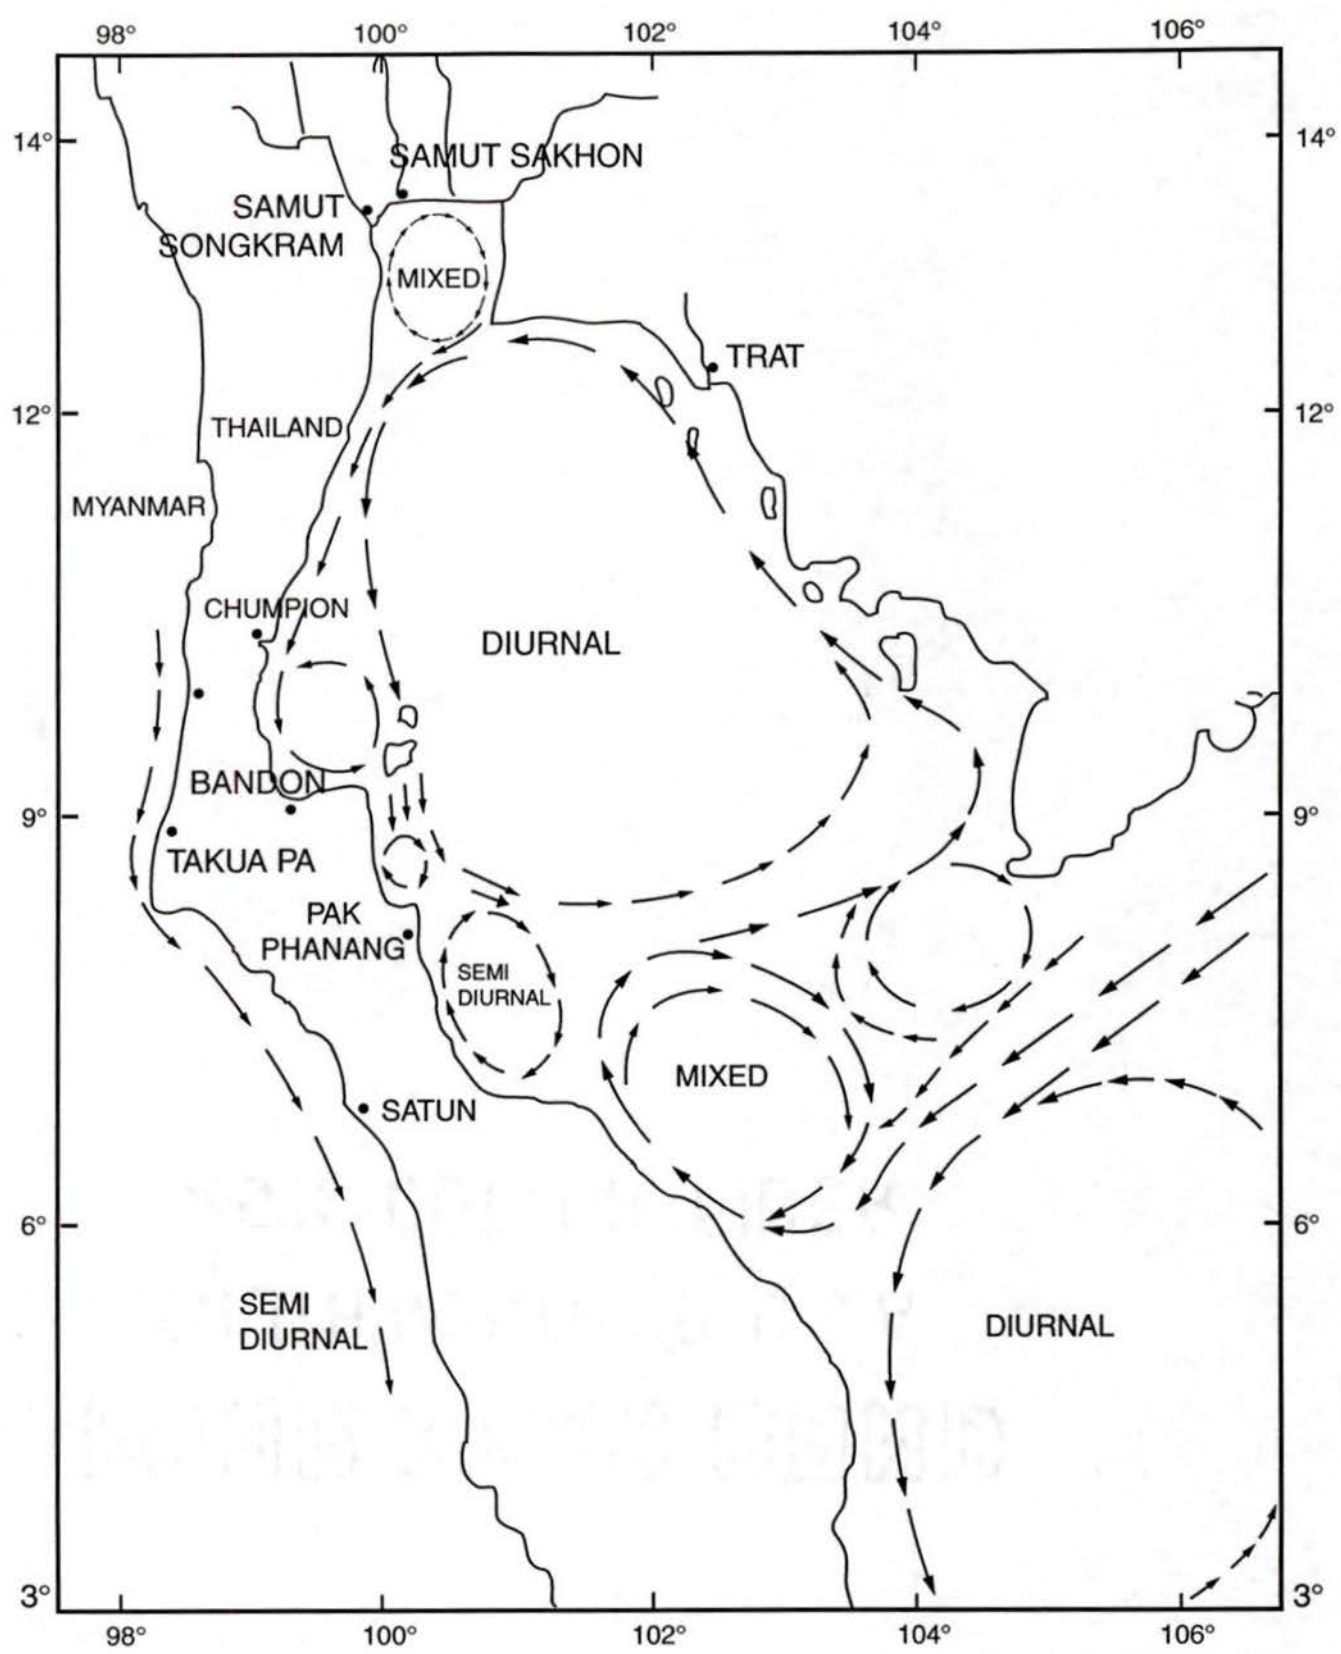 98° 100° 102° 104° 106°
14° 14°
SAMUT SAKHON
SAMUT
SONGKRAM
MIXED
TRAT
12° 12°
THAILAND
MYANMAR
CHUMPION
DIURNAL
BANDON
9° 9°
TAKUA PA
PAK
PHANANG
SEMI
DIURNAL
MIXED
SATUN
6° 6°
SEMI
DIURNAL
DIURNAL
3° 3°
98° 100° 102° 104° 106°